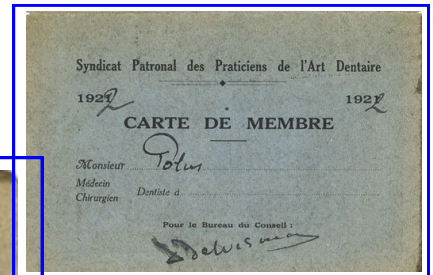 Syndicat Patronal des Praticiens de l'Art Dentaire
1922 1922
CARTE DE MEMBRE
Monsieur
Médecin
Chirurgien Dentiste à
Pour le Bureau du Conseil :